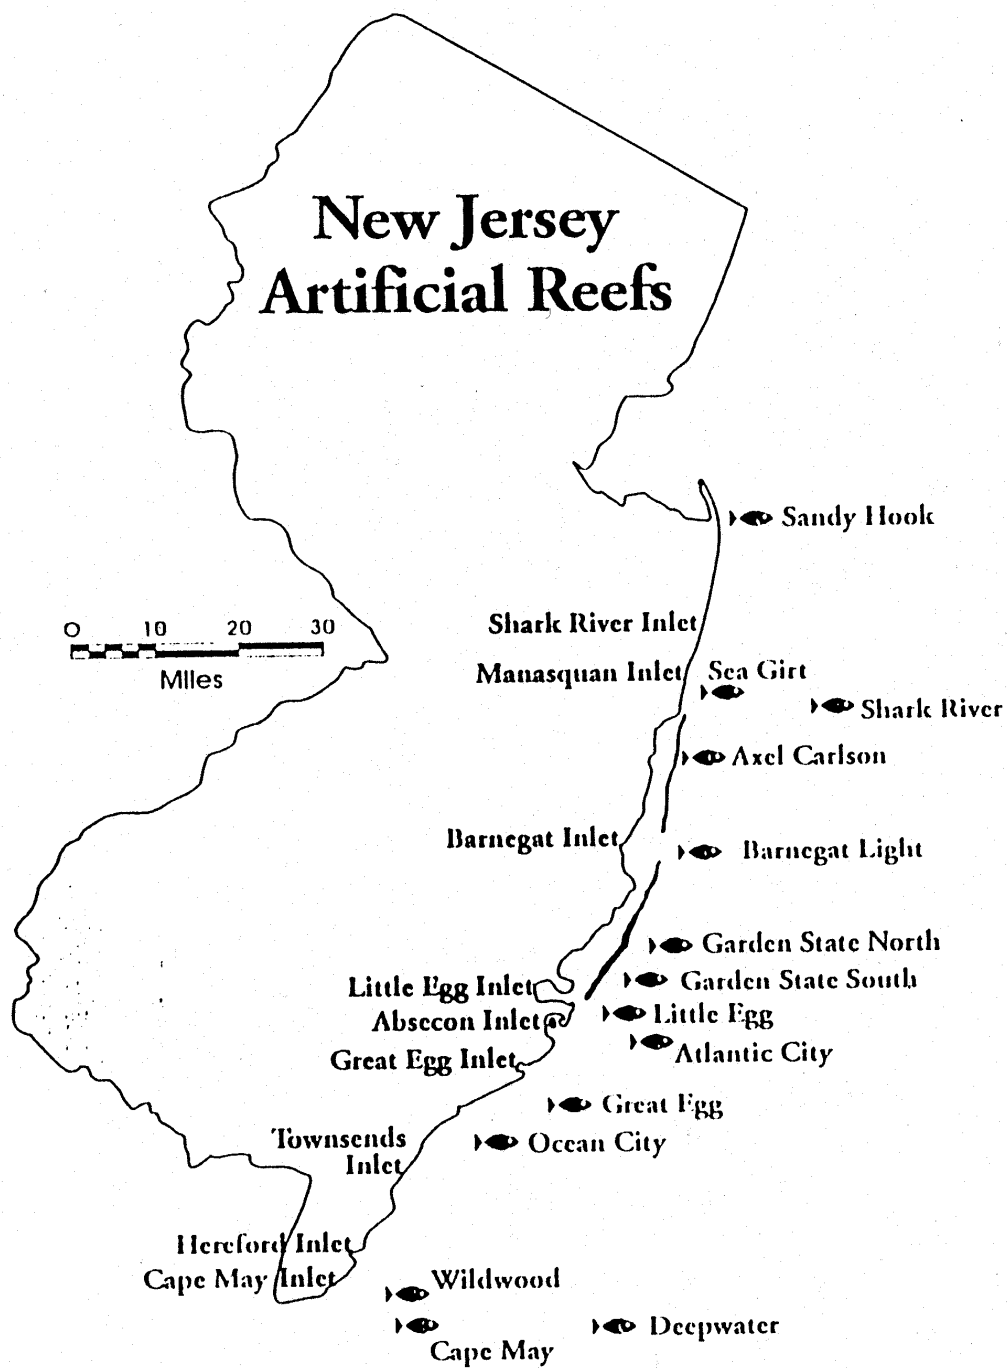 New Jersey
Artificial Reefs
Sandy Hook
0 10 20 30
Miles
Shark River Inlet
Manasquan Inlet
Sea Girt
Shark River
Axel Carlson
Barnegat Inlet
Barnegat Light
Garden State North
Little Egg Inlet
Garden State South
Absecon Inlet
Little Egg
Great Egg Inlet
Atlantic City
Great Egg
Townsends
Inlet
Ocean City
Hereford Inlet
Cape May Inlet
Wildwood
Deepwater
Cape May